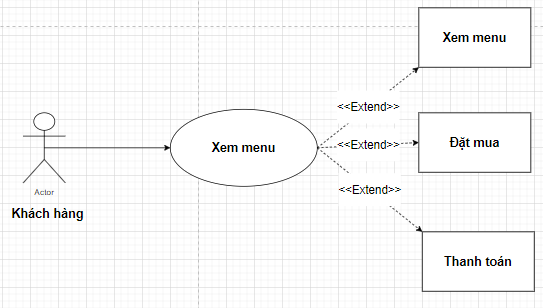 Xem menu
<<Extend>>
Xem menu
<<Extend>>
Đặt mua
<<Extend>>
Actor
Khách hàng
Thanh toán